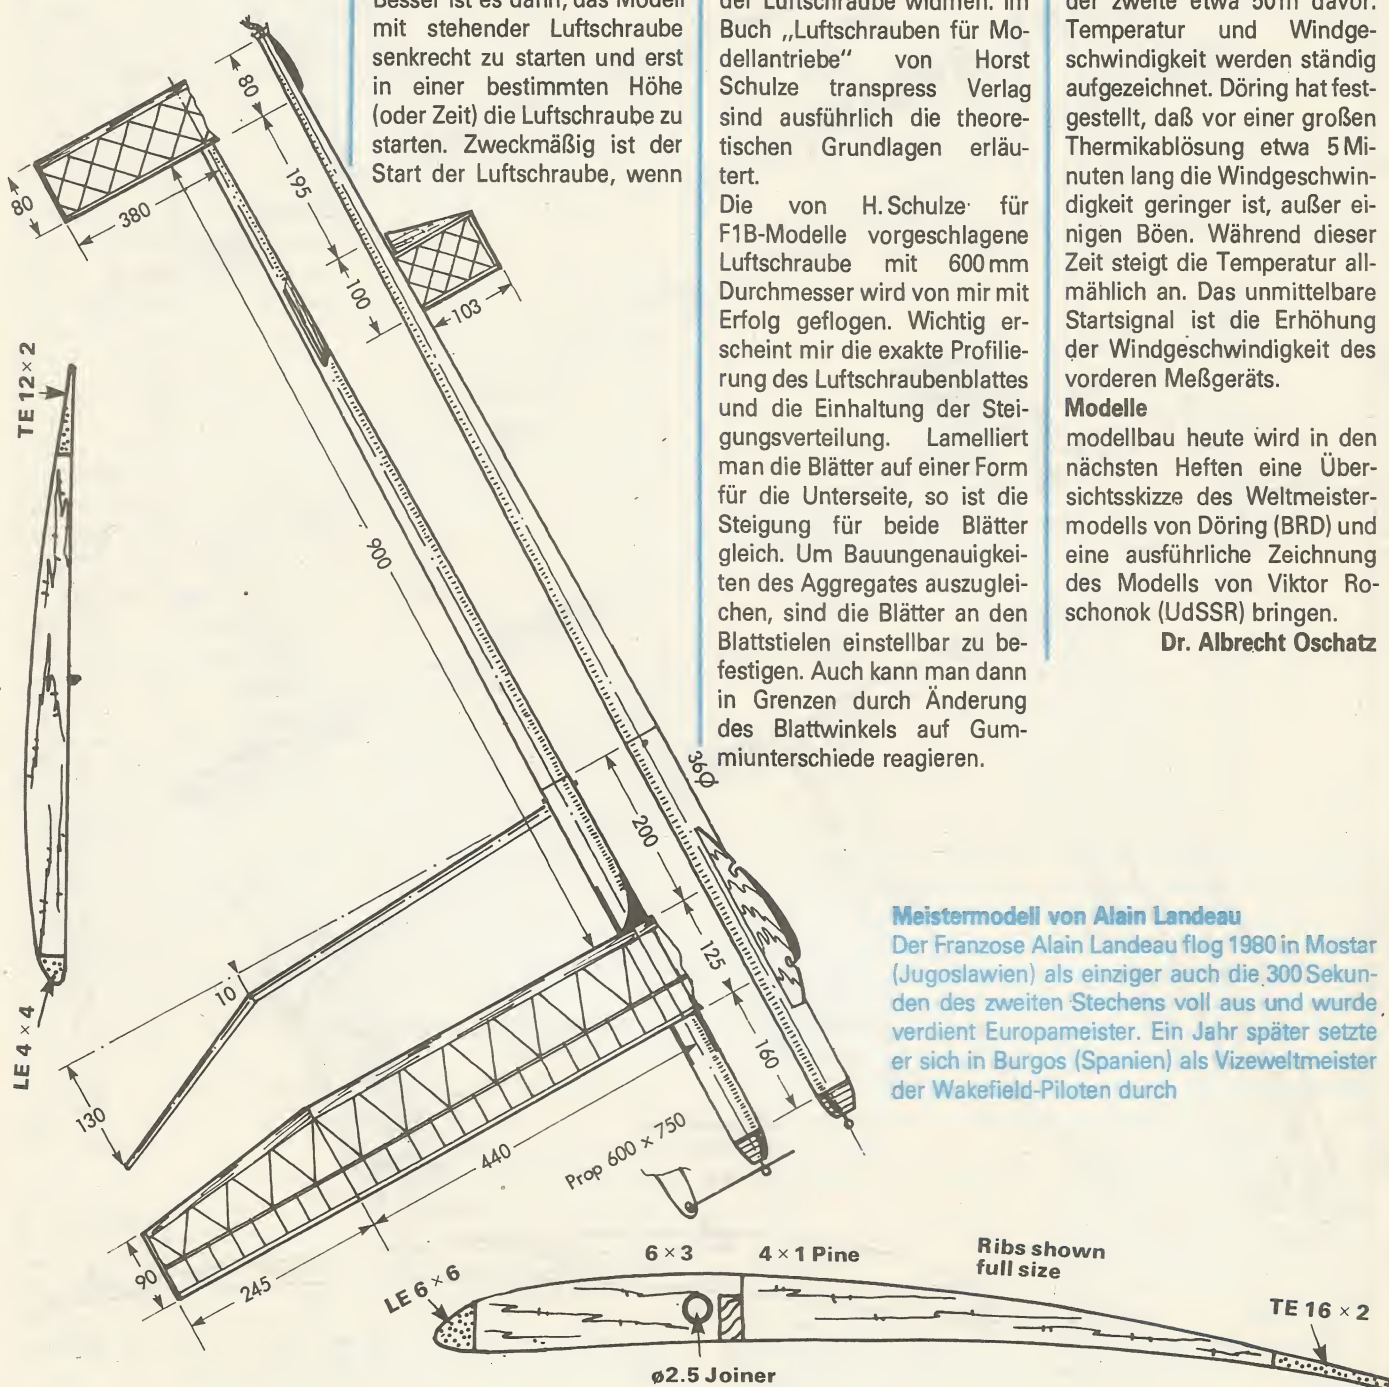 Besser ist es dann, das Modell
mit stehender Luftschraube
senkrecht zu starten und erst
in einer bestimmten Höhe
(oder Zeit) die Luftschraube zu
starten. Zweckmäßig ist der
Start der Luftschraube, wenn
der Luftschraube widmen. Im
Buch „Luftschrauben für Mo-
dellantriebe“ von Horst
Schulze transpress Verlag
sind ausführlich die theore-
tischen Grundlagen erläu-
tert.
Die von H. Schulze für
F1B-Modelle vorgeschlagene
Luftschraube mit 600 mm
Durchmesser wird von mir mit
Erfolg geflogen. Wichtig er-
scheint mir die exakte Profilie-
rung des Luftschraubenblattes
und die Einhaltung der Stei-
gungsverteilung. Lamelliert
man die Blätter auf einer Form
für die Unterseite, so ist die
Steigung für beide Blätter
gleich. Um Bauungenauigkei-
ten des Aggregates auszuglei-
chen, sind die Blätter an den
Blattstielen einstellbar zu be-
festigen. Auch kann man dann
in Grenzen durch Änderung
des Blattwinkels auf Gum-
miunterschiede reagieren.
der zweite etwa 50 m davor.
Temperatur und Windge-
schwindigkeit werden ständig
aufgezeichnet. Döring hat fest-
gestellt, daß vor einer großen
Thermikablösung etwa 5 Mi-
nuten lang die Windgeschwin-
digkeit geringer ist, außer ei-
nigen Böen. Während dieser
Zeit steigt die Temperatur all-
mählich an. Das unmittelbare
Startsignal ist die Erhöhung
der Windgeschwindigkeit des
vorderen Meßgeräts.
Modelle
modellbau heute wird in den
nächsten Heften eine Über-
sichtsskizze des Weltmeister-
modells von Döring (BRD) und
eine ausführliche Zeichnung
des Modells von Viktor Ro-
schonok (UdSSR) bringen.
Dr. Albrecht Oschatz
80
195
100
103
80
380
900
TE 12 × 2
LE 4 × 4
36Ø
200
125
160
10
130
440
245
90
Prop 600 × 750
Meistermodell von Alain Landeau
Der Franzose Alain Landeau flog 1980 in Mostar
(Jugoslawien) als einziger auch die 300 Sekun-
den des zweiten Stechens voll aus und wurde
verdient Europameister. Ein Jahr später setzte
er sich in Burgos (Spanien) als Vizeweltmeister
der Wakefield-Piloten durch
LE 6 × 6
6 × 3
4 × 1 Pine
Ribs shown
full size
TE 16 × 2
ø2.5 Joiner